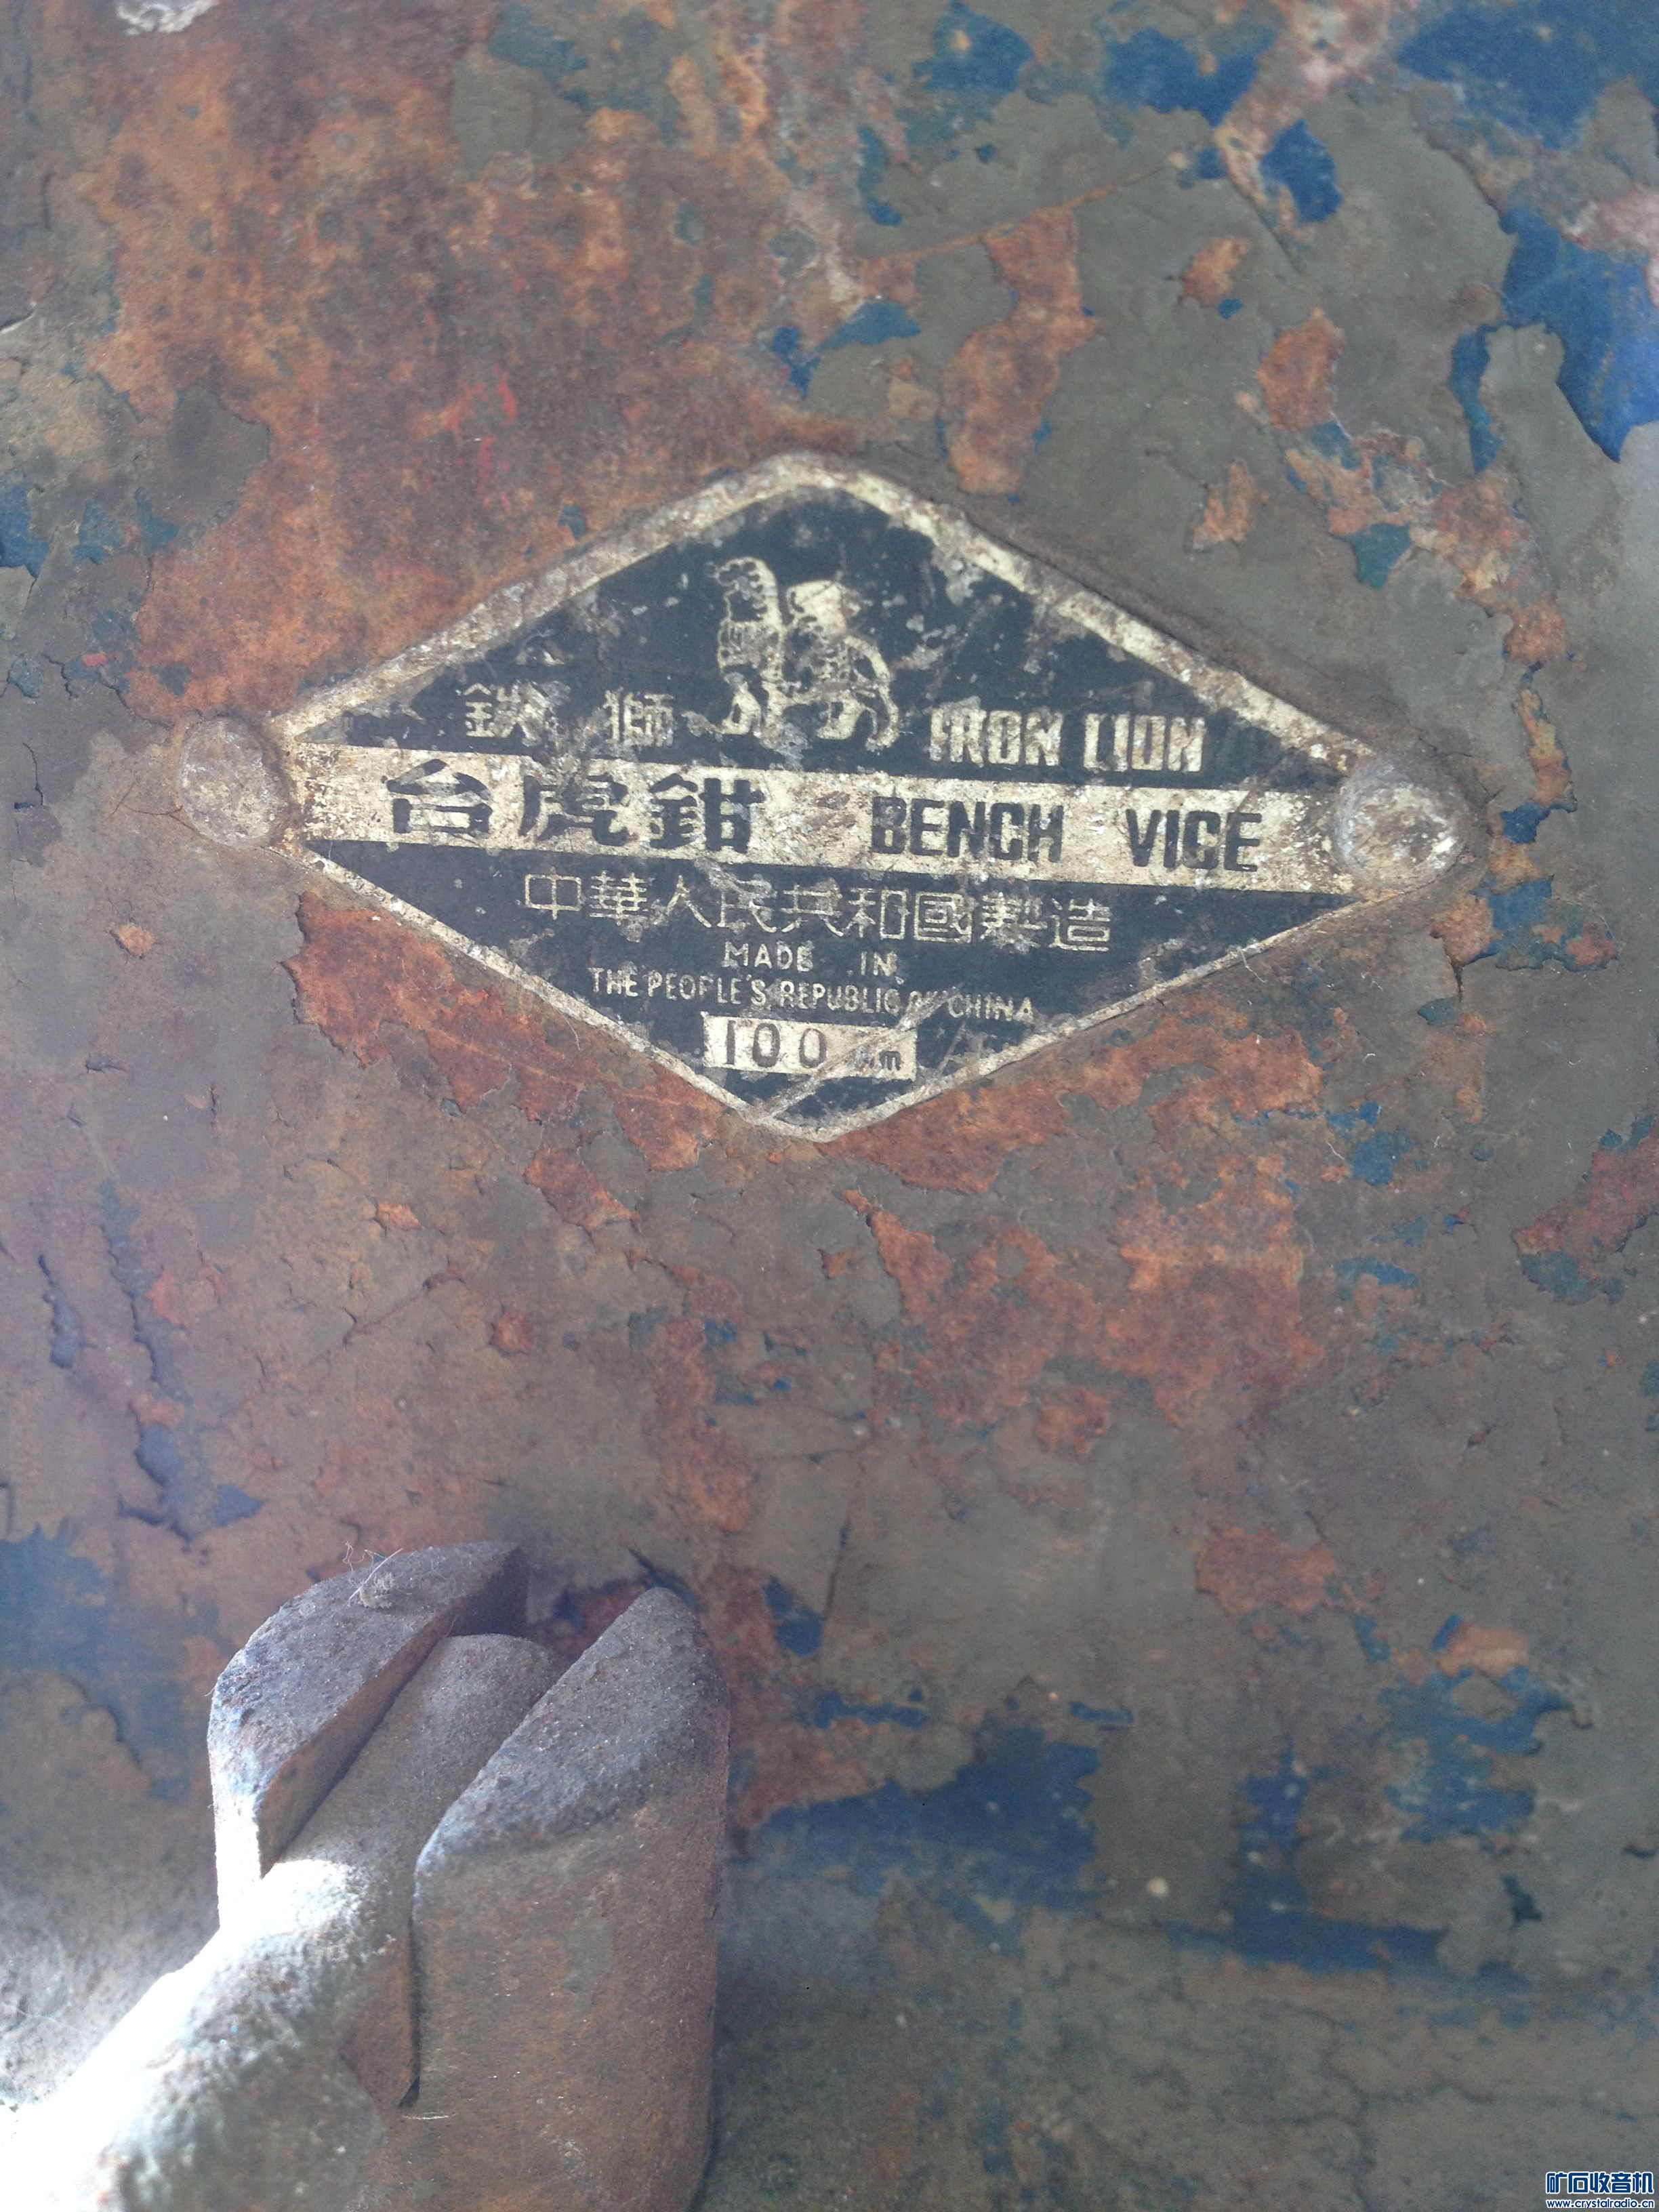 鉄獅 IRON LION
台虎鉗 BENCH VICE
中華人民共和國製造
MADE IN
THE PEOPLE'S REPUBLIC OF CHINA
100 mm
矿石收音机
www.crystalradio.cn